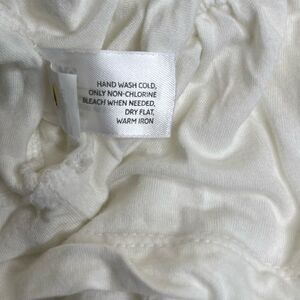 HAND WASH COLD,
ONLY NON-CHLORINE
BLEACH WHEN NEEDED,
DRY FLAT,
WARM IRON